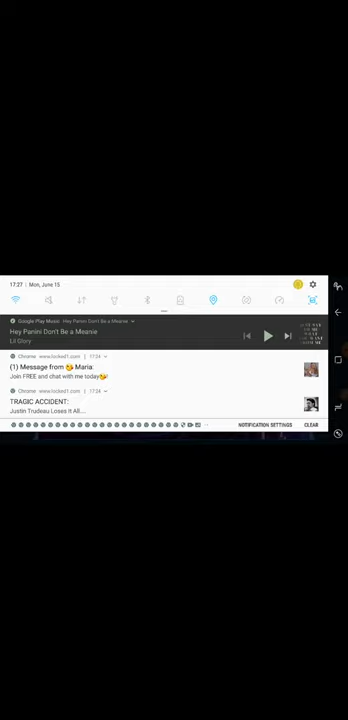 17:27 | Mon, June 15
Google Play Music Hey Panini Don't Be a Meanie
Hey Panini Don't Be a Meanie
Lil Glory
Chrome www.locked1.com | 17:24
(1) Message from 😘 Maria:
Join FREE and chat with me today😘
Chrome www.locked1.com | 17:24
TRAGIC ACCIDENT:
Justin Trudeau Loses It All....
NOTIFICATION SETTINGS CLEAR